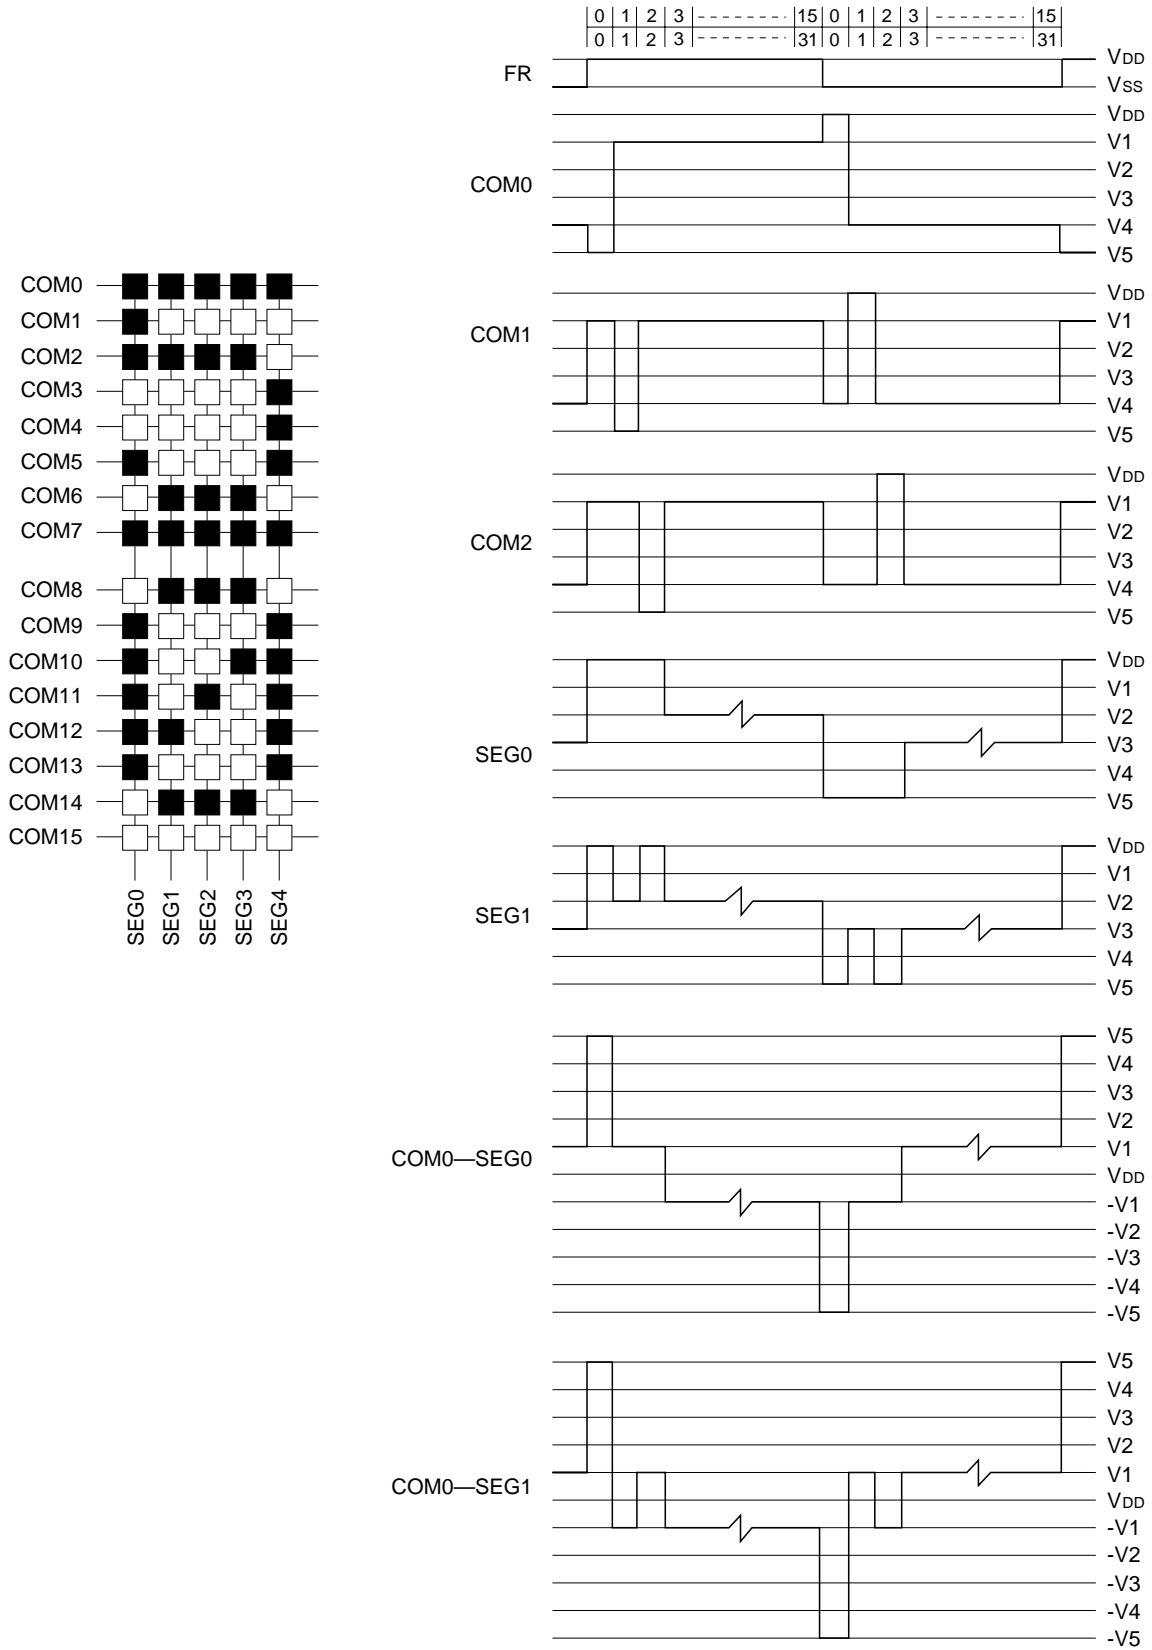 0 1 2 3 15 0 1 2 3 15
0 1 2 3 31 0 1 2 3 31
FR
VDD
VSS
COM0
VDD
V1
V2
V3
V4
V5
COM1
VDD
V1
V2
V3
V4
V5
COM2
VDD
V1
V2
V3
V4
V5
SEG0
VDD
V1
V2
V3
V4
V5
SEG1
VDD
V1
V2
V3
V4
V5
COM0—SEG0
V5
V4
V3
V2
V1
VDD
-V1
-V2
-V3
-V4
-V5
COM0—SEG1
V5
V4
V3
V2
V1
VDD
-V1
-V2
-V3
-V4
-V5
COM0
COM1
COM2
COM3
COM4
COM5
COM6
COM7
COM8
COM9
COM10
COM11
COM12
COM13
COM14
COM15
SEG0
SEG1
SEG2
SEG3
SEG4